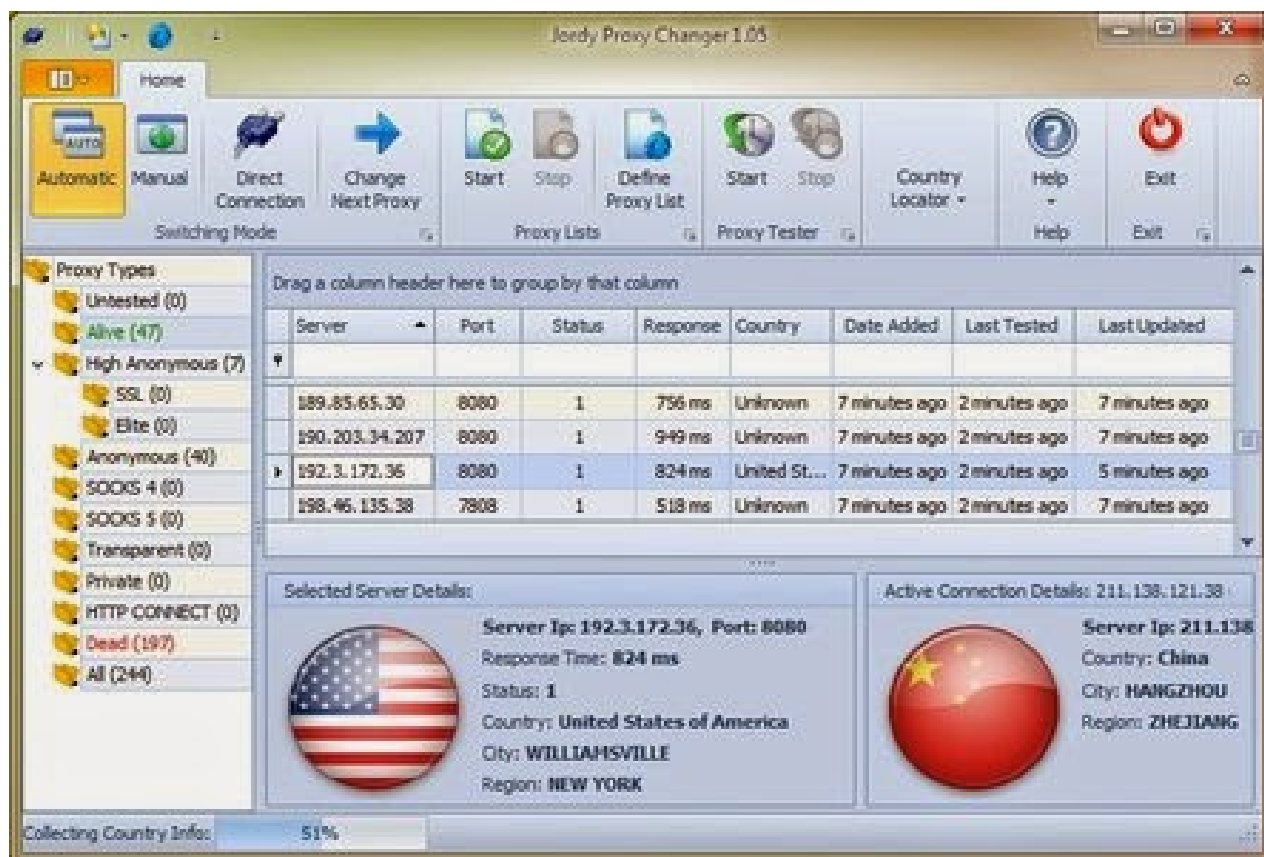 Jordy Proxy Changer 1.05
Home
AUTO
Automatic
Manual
Direct Connection
Change Next Proxy
Start
Stop
Define Proxy List
Start
Stop
Country Locator
Help
Exit
Switching Mode
Proxy Lists
Proxy Tester
Help
Exit
Proxy Types
Untested (0)
Alive (47)
High Anonymous (7)
SSL (0)
Elite (0)
Anonymous (40)
SOCKS 4 (0)
SOCKS 5 (0)
Transparent (0)
Private (0)
HTTP CONNECT (0)
Dead (197)
All (244)
Drag a column header here to group by that column
Server Port Status Response Country Date Added Last Tested Last Updated
189.85.65.30 8080 1 756 ms Unknown 7 minutes ago 2 minutes ago 7 minutes ago
190.203.34.207 8080 1 949 ms Unknown 7 minutes ago 2 minutes ago 7 minutes ago
192.3.172.36 8080 1 824 ms United St... 7 minutes ago 2 minutes ago 5 minutes ago
198.46.135.38 7808 1 518 ms Unknown 7 minutes ago 2 minutes ago 7 minutes ago
Selected Server Details:
Server Ip: 192.3.172.36, Port: 8080
Response Time: 824 ms
Status: 1
Country: United States of America
City: WILLIAMSVILLE
Region: NEW YORK
Active Connection Details: 211.138.121.38
Server Ip: 211.138
Country: China
City: HANGZHOU
Region: ZHEJIANG
Collecting Country Info: 51%